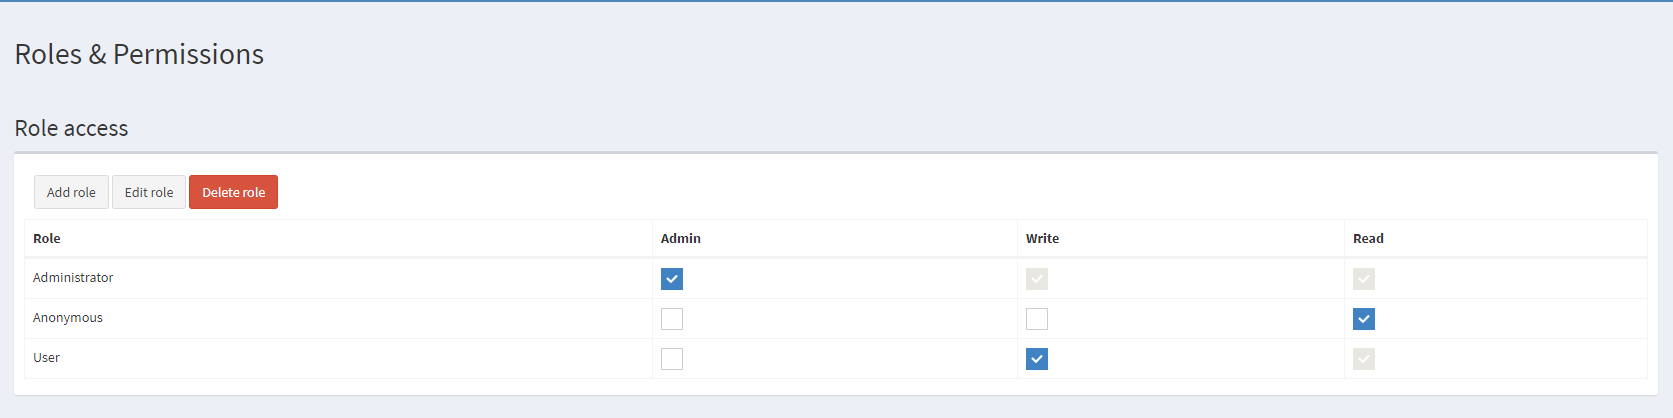 Roles & Permissions
Role access
Add role Edit role Delete role
Role Admin Write Read
Administrator
Anonymous
User